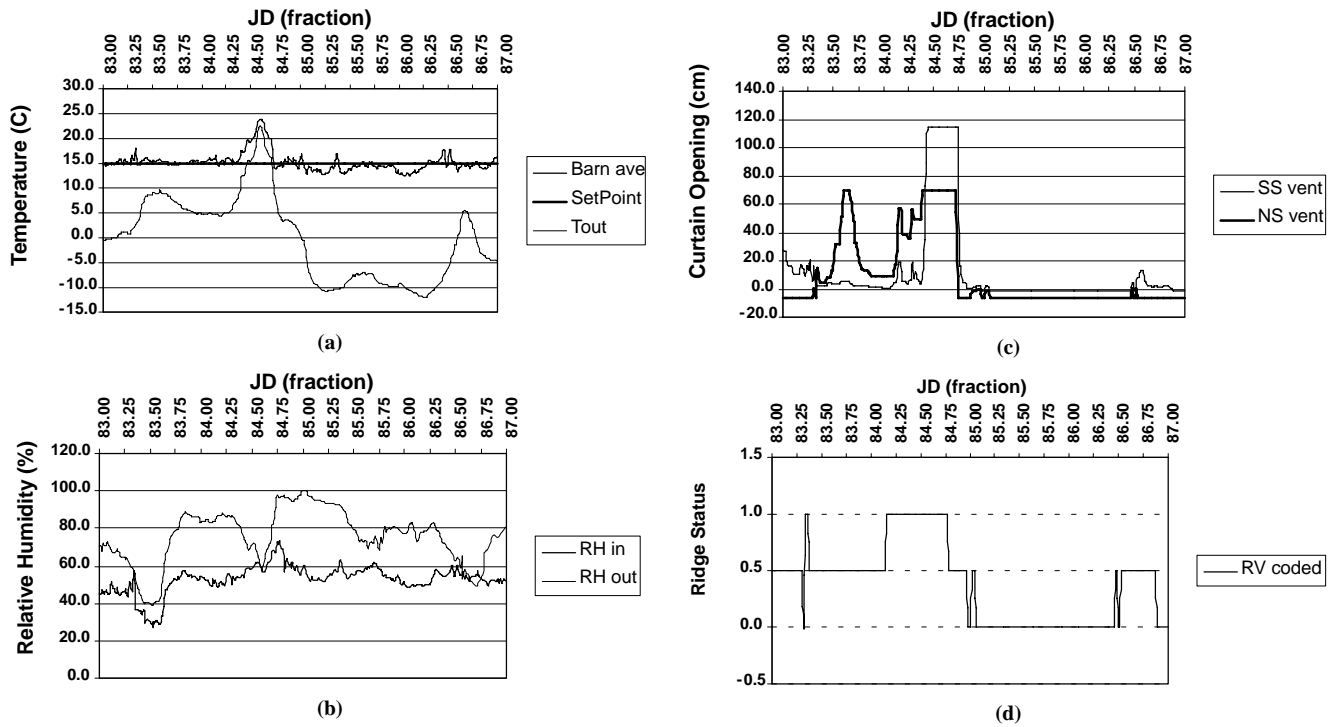 JD (fraction)
83.00 83.25 83.50 83.75 84.00 84.25 84.50 84.75 85.00 85.25 85.50 85.75 86.00 86.25 86.50 86.75 87.00
Temperature (C)
30.0
25.0
20.0
15.0
10.0
5.0
0.0
-5.0
-10.0
-15.0
Barn ave
SetPoint
Tout
(a)
JD (fraction)
83.00 83.25 83.50 83.75 84.00 84.25 84.50 84.75 85.00 85.25 85.50 85.75 86.00 86.25 86.50 86.75 87.00
Curtain Opening (cm)
140.0
120.0
100.0
80.0
60.0
40.0
20.0
0.0
-20.0
SS vent
NS vent
(c)
JD (fraction)
83.00 83.25 83.50 83.75 84.00 84.25 84.50 84.75 85.00 85.25 85.50 85.75 86.00 86.25 86.50 86.75 87.00
Relative Humidity (%)
120.0
100.0
80.0
60.0
40.0
20.0
0.0
RH in
RH out
(b)
JD (fraction)
83.00 83.25 83.50 83.75 84.00 84.25 84.50 84.75 85.00 85.25 85.50 85.75 86.00 86.25 86.50 86.75 87.00
Ridge Status
1.5
1.0
0.5
0.0
-0.5
RV coded
(d)